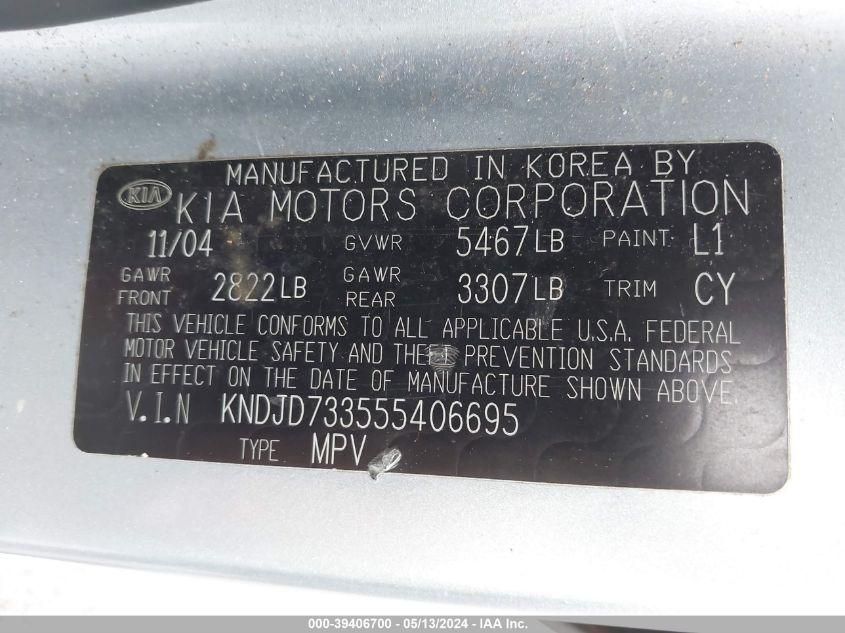 MANUFACTURED IN KOREA BY
KIA KIA MOTORS CORPORATION
11/04 GVWR 5467LB PAINT L1
GAWR FRONT 2822LB GAWR REAR 3307LB TRIM CY
THIS VEHICLE CONFORMS TO ALL APPLICABLE U.S.A. FEDERAL
MOTOR VEHICLE SAFETY AND THEFT PREVENTION STANDARDS
IN EFFECT ON THE DATE OF MANUFACTURE SHOWN ABOVE.
V.I.N KNDJD733555406695
TYPE MPV
000-39406700 - 05/13/2024 - © IAA, Inc.